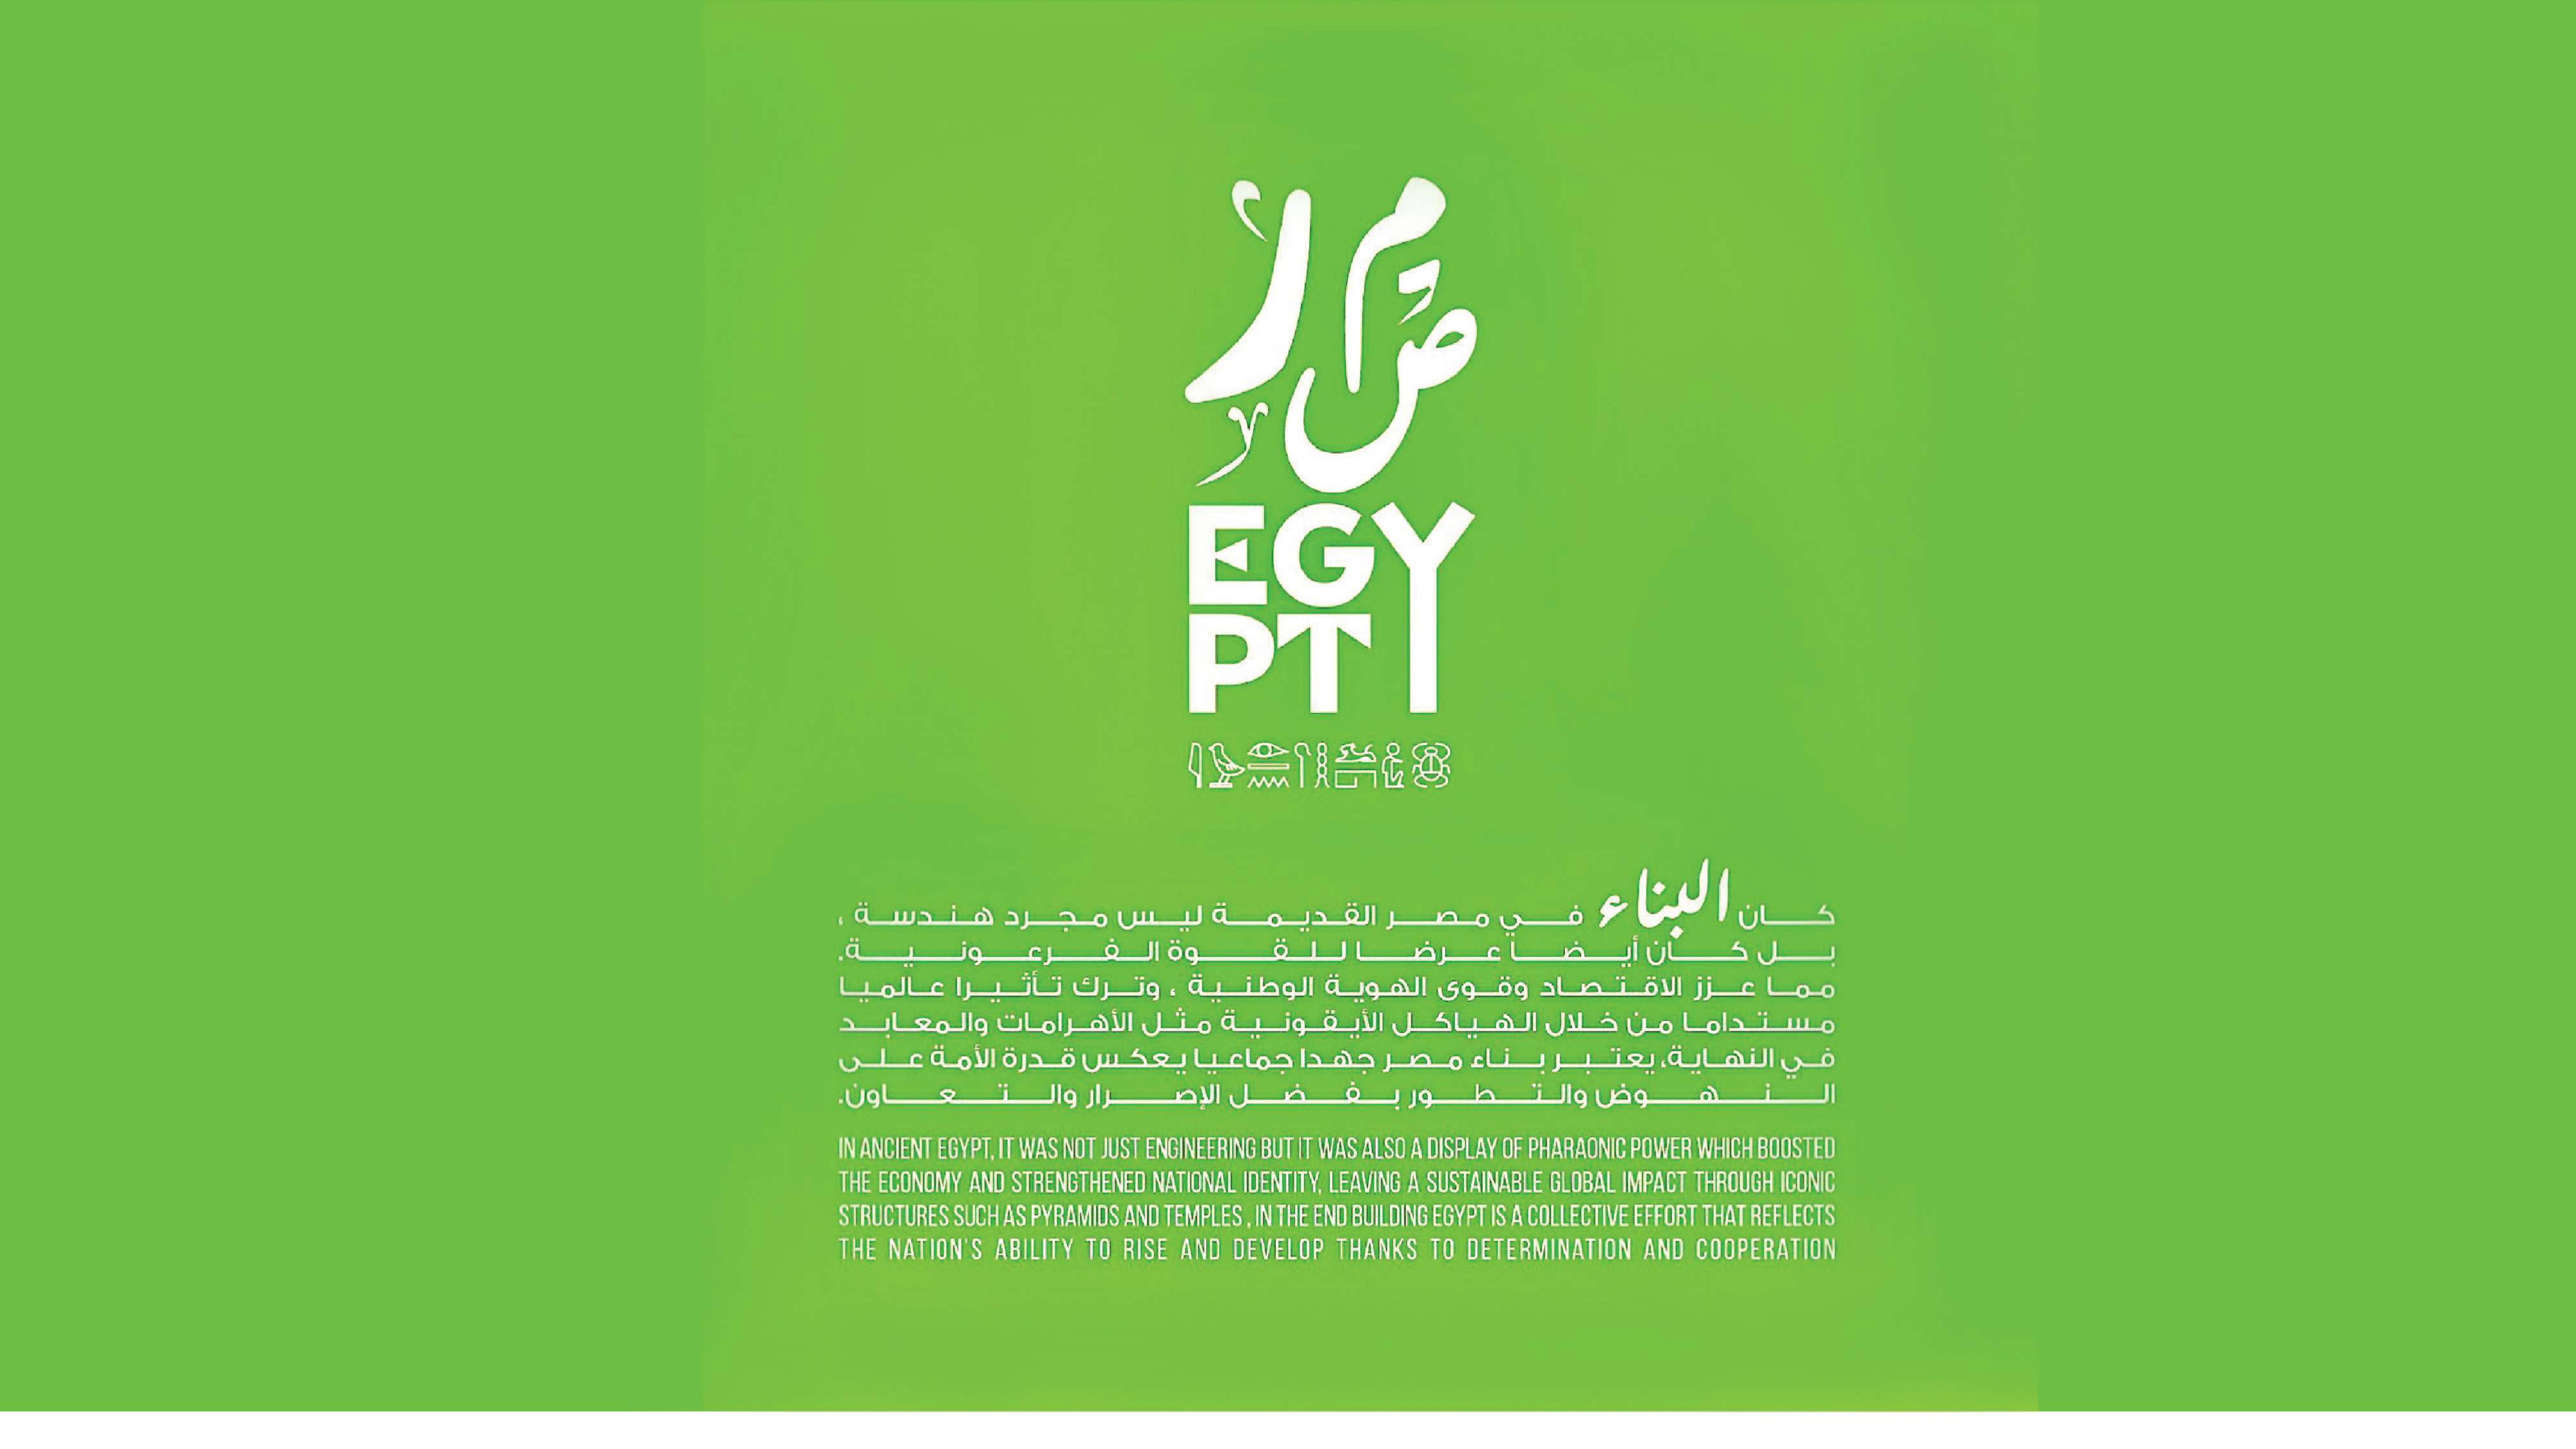 مصر
EGY
PT
كان البناء في مصر القديمة ليس مجرد هندسة ،
بل كان أيضا عرضا للقوة الفرعونية.
مما عزز الاقتصاد وقوى الهوية الوطنية ، وترك تأثيرا عالميا
مستداما من خلال الهياكل الأيقونية مثل الأهرامات والمعابد
في النهاية، يعتبر بناء مصر جهدا جماعيا يعكس قدرة الأمة على
النهوض والتطور بفضل الإصرار والتعاون.
IN ANCIENT EGYPT, IT WAS NOT JUST ENGINEERING BUT IT WAS ALSO A DISPLAY OF PHARAONIC POWER WHICH BOOSTED
THE ECONOMY AND STRENGTHENED NATIONAL IDENTITY, LEAVING A SUSTAINABLE GLOBAL IMPACT THROUGH ICONIC
STRUCTURES SUCH AS PYRAMIDS AND TEMPLES , IN THE END BUILDING EGYPT IS A COLLECTIVE EFFORT THAT REFLECTS
THE NATION'S ABILITY TO RISE AND DEVELOP THANKS TO DETERMINATION AND COOPERATION